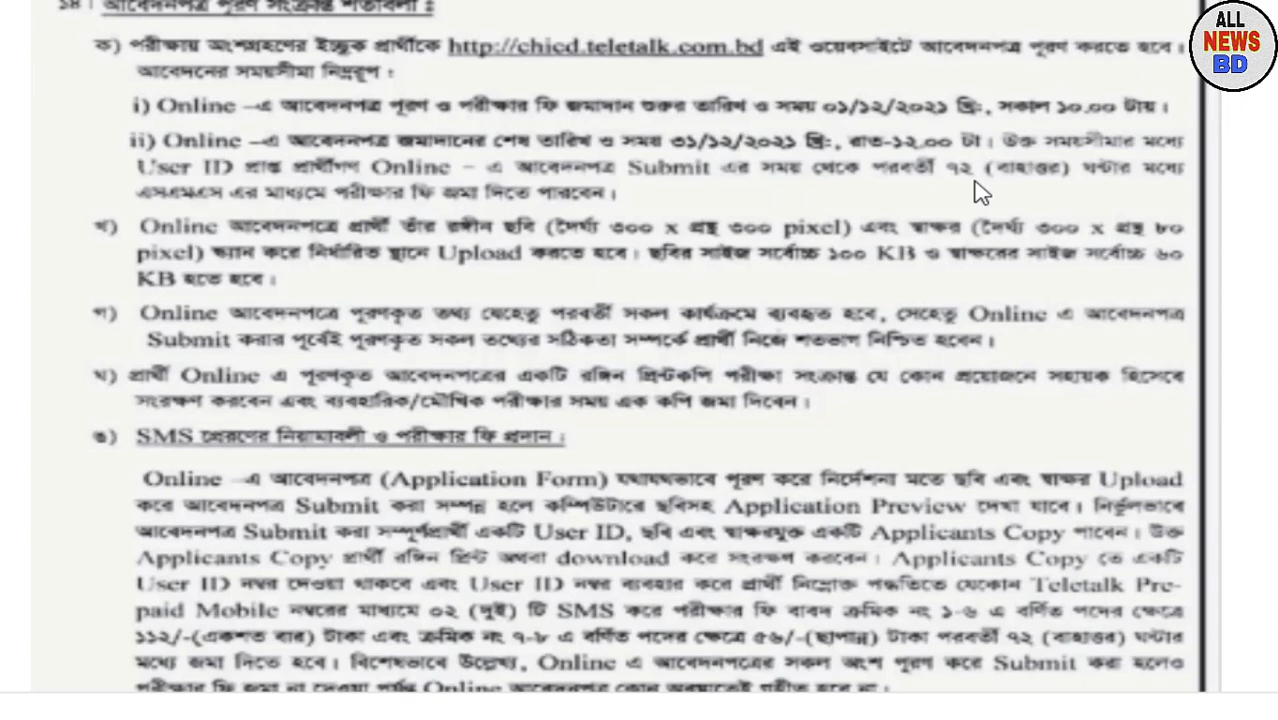 ১৪। আবেদনপত্র পূরণ সংক্রান্ত শর্তাবলী :
ALL
NEWS
BD
ক) পরীক্ষায় অংশগ্রহণের ইচ্ছুক প্রার্থীকে http://chicd.teletalk.com.bd এই ওয়েবসাইটে আবেদনপত্র পূরণ করতে হবে।
আবেদনের সময়সীমা নিম্নরূপ :
i) Online –এ আবেদনপত্র পূরণ ও পরীক্ষার ফি জমাদান শুরুর তারিখ ও সময় ০১/১২/২০২১ খ্রি:, সকাল ১০.০০ টায়।
ii) Online –এ আবেদনপত্র জমাদানের শেষ তারিখ ও সময় ৩১/১২/২০২১ খ্রি:, রাত-১২.০০ টা। উক্ত সময়সীমার মধ্যে
User ID প্রাপ্ত প্রার্থীগণ Online – এ আবেদনপত্র Submit এর সময় থেকে পরবর্তী ৭২ (বাহাত্তর) ঘন্টার মধ্যে
এসএমএস এর মাধ্যমে পরীক্ষার ফি জমা দিতে পারবেন।
খ) Online আবেদনপত্রে প্রার্থী তাঁর রঙ্গীন ছবি (দৈর্ঘ্য ৩০০ x প্রস্থ ৩০০ pixel) এবং স্বাক্ষর (দৈর্ঘ্য ৩০০ x প্রস্থ ৮০
pixel) স্ক্যান করে নির্ধারিত স্থানে Upload করতে হবে। ছবির সাইজ সর্বোচ্চ ১০০ KB ও স্বাক্ষরের সাইজ সর্বোচ্চ ৬০
KB হতে হবে।
গ) Online আবেদনপত্রে পূরণকৃত তথ্য যেহেতু পরবর্তী সকল কার্যক্রমে ব্যবহৃত হবে, সেহেতু Online এ আবেদনপত্র
Submit করার পূর্বেই পূরণকৃত সকল তথ্যের সঠিকতা সম্পর্কে প্রার্থী নিজে শতভাগ নিশ্চিত হবেন।
ঘ) প্রার্থী Online এ পূরণকৃত আবেদনপত্রের একটি রঙ্গিন প্রিন্টকপি পরীক্ষা সংক্রান্ত যে কোন প্রয়োজনে সহায়ক হিসেবে
সংরক্ষণ করবেন এবং ব্যবহারিক/মৌখিক পরীক্ষার সময় এক কপি জমা দিবেন।
ঙ) SMS প্রেরণের নিয়মাবলী ও পরীক্ষার ফি প্রদান।
Online –এ আবেদনপত্র (Application Form) যথাযথভাবে পূরণ করে নির্দেশনা মতে ছবি এবং স্বাক্ষর Upload
করে আবেদনপত্র Submit করা সম্পন্ন হলে কম্পিউটারে ছবিসহ Application Preview দেখা যাবে। নির্ভুলভাবে
আবেদনপত্র Submit করা সম্পূর্ণপ্রার্থী একটি User ID, ছবি এবং স্বাক্ষরযুক্ত একটি Applicants Copy পাবেন। উক্ত
Applicants Copy প্রার্থী রঙ্গিন প্রিন্ট অথবা download করে সংরক্ষণ করবেন। Applicants Copy তে একটি
User ID নম্বর দেওয়া থাকবে এবং User ID নম্বর ব্যবহার করে প্রার্থী নিম্নোক্ত পদ্ধতিতে যেকোন Teletalk Pre-
paid Mobile নম্বরের মাধ্যমে ০২ (দুই) টি SMS করে পরীক্ষার ফি বাবদ ক্রমিক নং ১-৬ এ বর্ণিত পদের ক্ষেত্রে
১১২/-(একশত বার) টাকা এবং ক্রমিক নং ৭-৮ এ বর্ণিত পদের ক্ষেত্রে ৫৬/-(ছাপান্ন) টাকা পরবর্তী ৭২ (বাহাত্তর) ঘন্টার
মধ্যে জমা দিতে হবে। বিশেষভাবে উল্লেখ্য, Online এ আবেদনপত্রের সকল অংশ পূরণ করে Submit করা হলেও
পরীক্ষার ফি জমা না দেওয়া পর্যন্ত Online আবেদনপত্র কোন অবস্থাতেই গৃহীত হবে না।